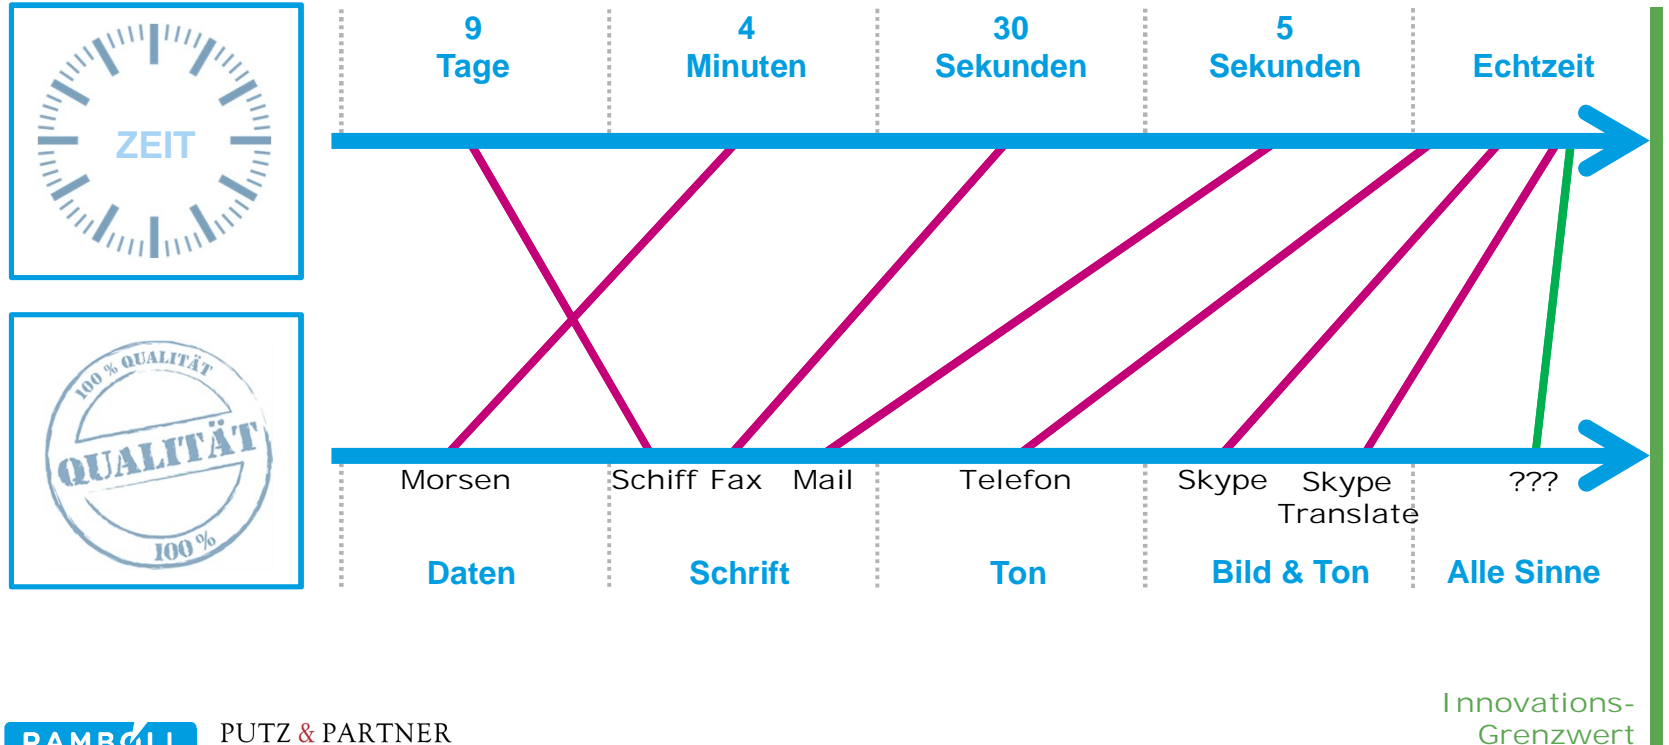 9
Tage
4
Minuten
30
Sekunden
5
Sekunden
Echtzeit
ZEIT
100 % QUALITÄT
QUALITÄT
100 %
Morsen
Schiff
Fax
Mail
Telefon
Skype
Skype
Translate
???
Daten
Schrift
Ton
Bild & Ton
Alle Sinne
Innovations-
Grenzwert
RAMBOLL
PUTZ & PARTNER